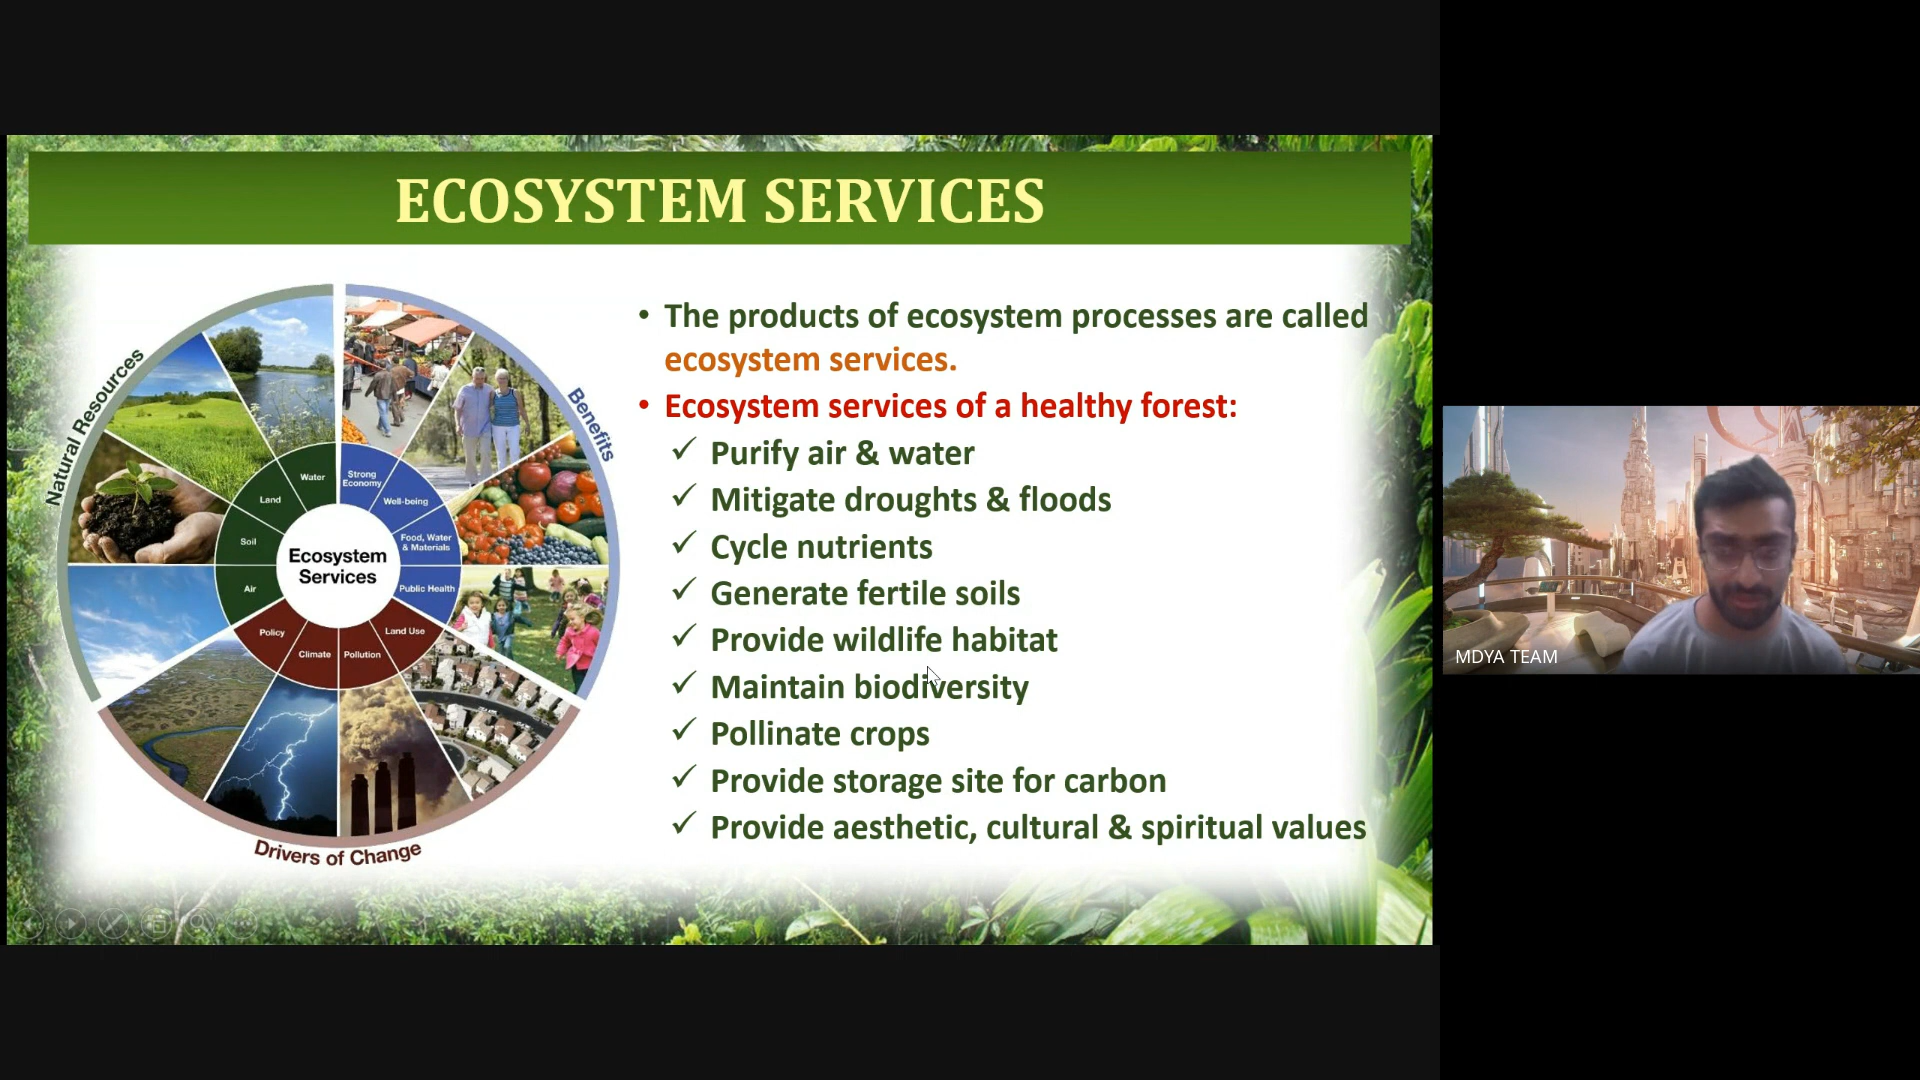 ECOSYSTEM SERVICES
Natural Resources
Benefits
Drivers of Change
Water
Land
Soil
Air
Strong
Economy
Well-being
Food, Water
& Materials
Public Health
Ecosystem
Services
Policy
Climate
Pollution
Land Use
• The products of ecosystem processes are called
ecosystem services.
• Ecosystem services of a healthy forest:
✓ Purify air & water
✓ Mitigate droughts & floods
✓ Cycle nutrients
✓ Generate fertile soils
✓ Provide wildlife habitat
✓ Maintain biodiversity
✓ Pollinate crops
✓ Provide storage site for carbon
✓ Provide aesthetic, cultural & spiritual values
MDYA TEAM